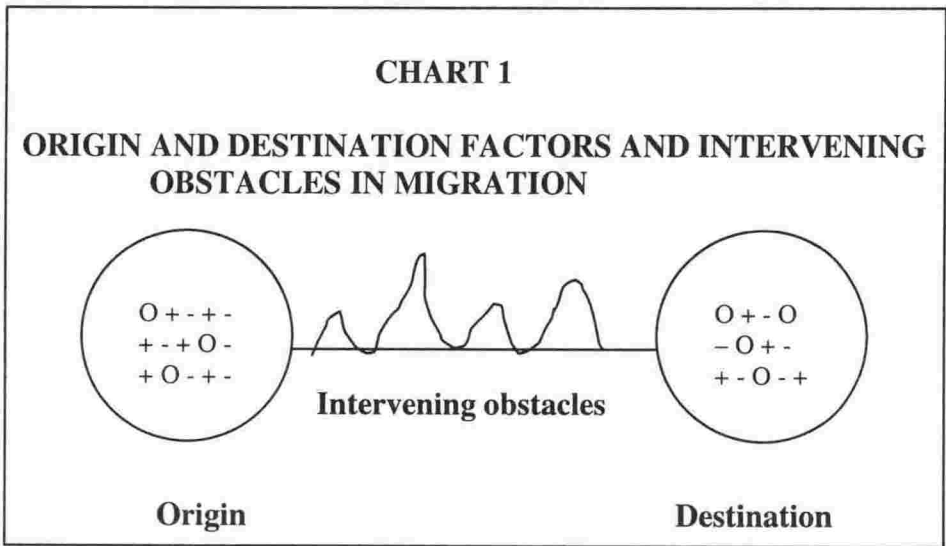 CHART 1
ORIGIN AND DESTINATION FACTORS AND INTERVENING
OBSTACLES IN MIGRATION
O + - + -
+ - + O -
+ O - + -
O + - O
– O + -
+ - O - +
Intervening obstacles
Origin
Destination